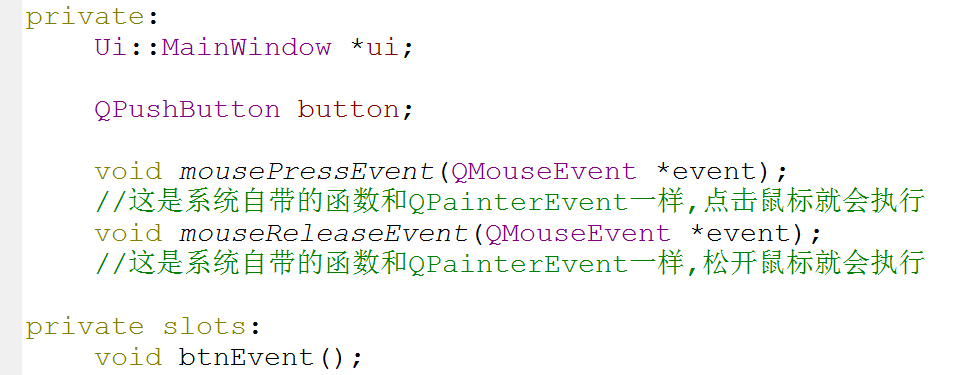 private:
    Ui::MainWindow *ui;
    QPushButton button;
    void mousePressEvent(QMouseEvent *event);
    //这是系统自带的函数和QPainterEvent一样,点击鼠标就会执行
    void mouseReleaseEvent(QMouseEvent *event);
    //这是系统自带的函数和QPainterEvent一样,松开鼠标就会执行
private slots:
    void btnEvent();